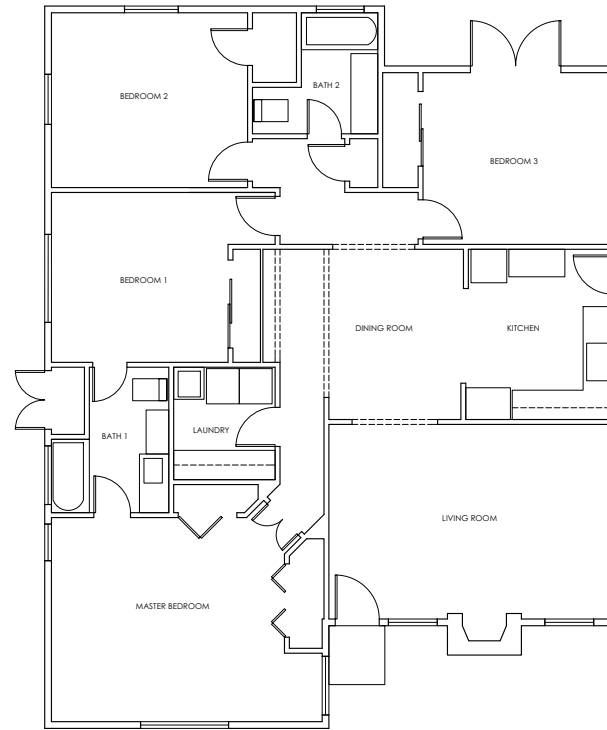 BEDROOM 2
BATH 2
BEDROOM 3
BEDROOM 1
DINING ROOM
KITCHEN
BATH 1
LAUNDRY
LIVING ROOM
MASTER BEDROOM